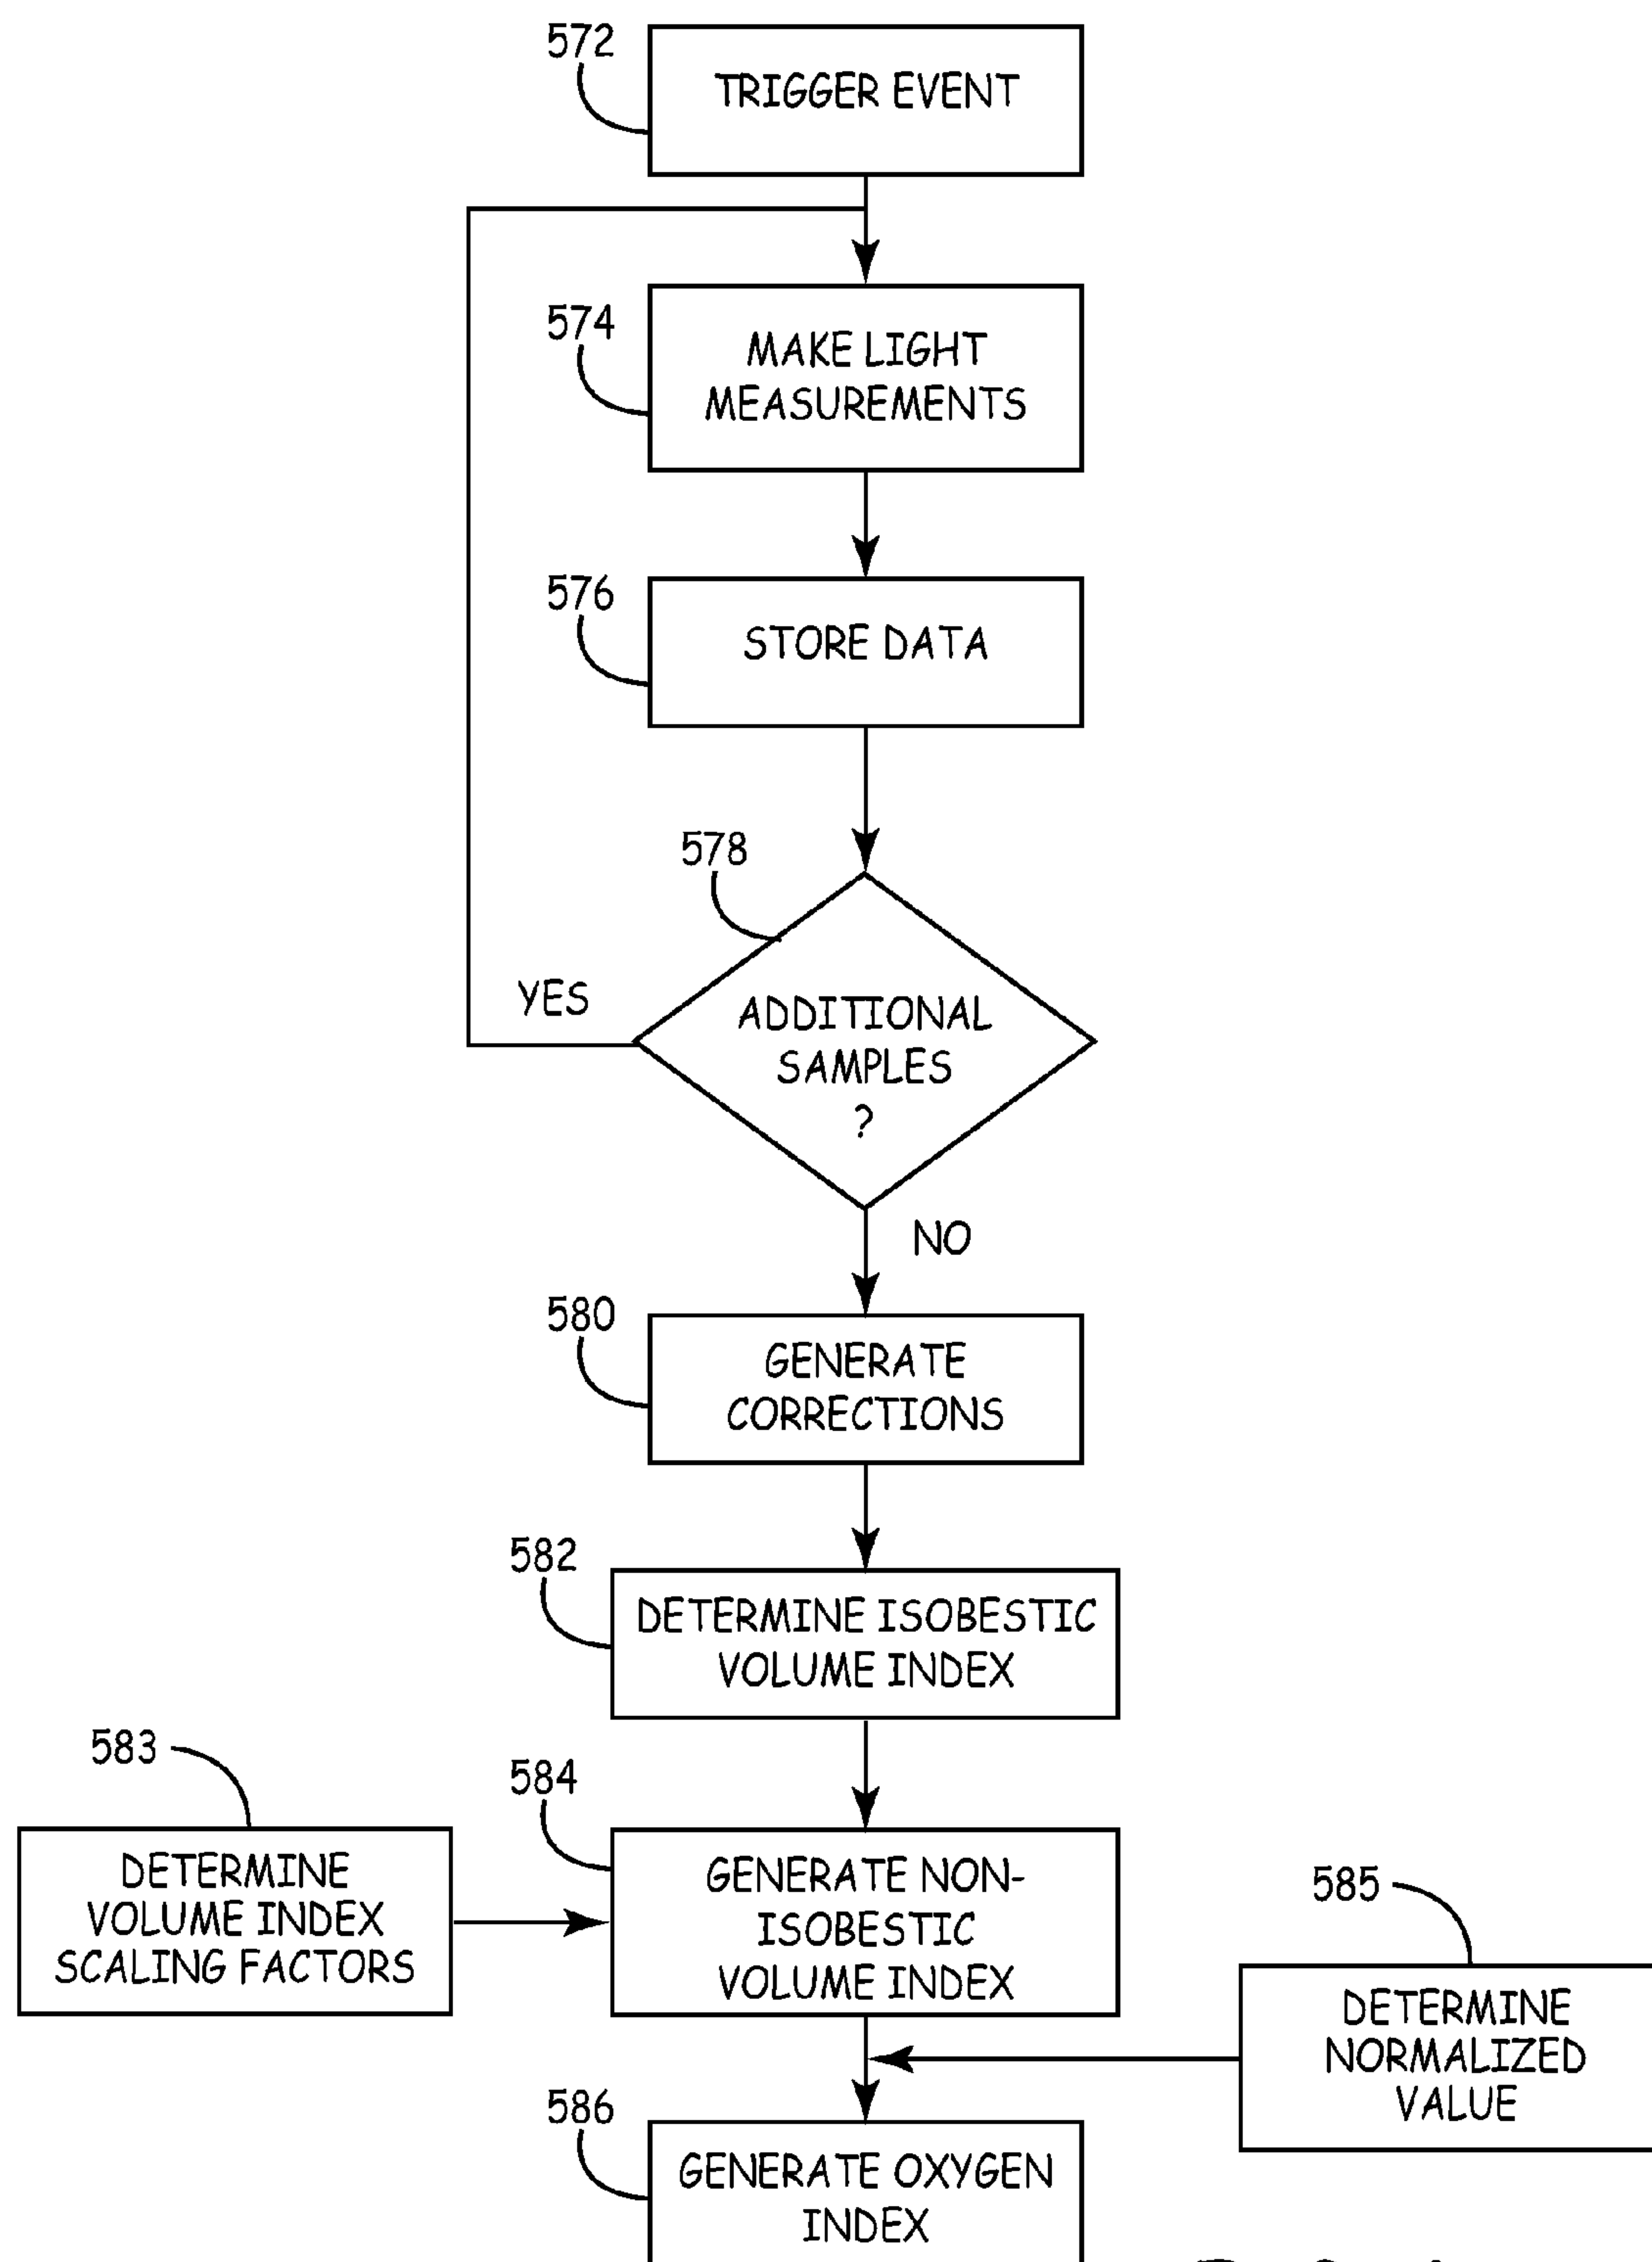 572
TRIGGER EVENT
574
MAKE LIGHT
MEASUREMENTS
576
STORE DATA
578
YES
ADDITIONAL
SAMPLES
?
NO
580
GENERATE
CORRECTIONS
582
DETERMINE ISOBESTIC
VOLUME INDEX
583
DETERMINE
VOLUME INDEX
SCALING FACTORS
584
GENERATE NON-
ISOBESTIC
VOLUME INDEX
585
DETERMINE
NORMALIZED
VALUE
586
GENERATE OXYGEN
INDEX